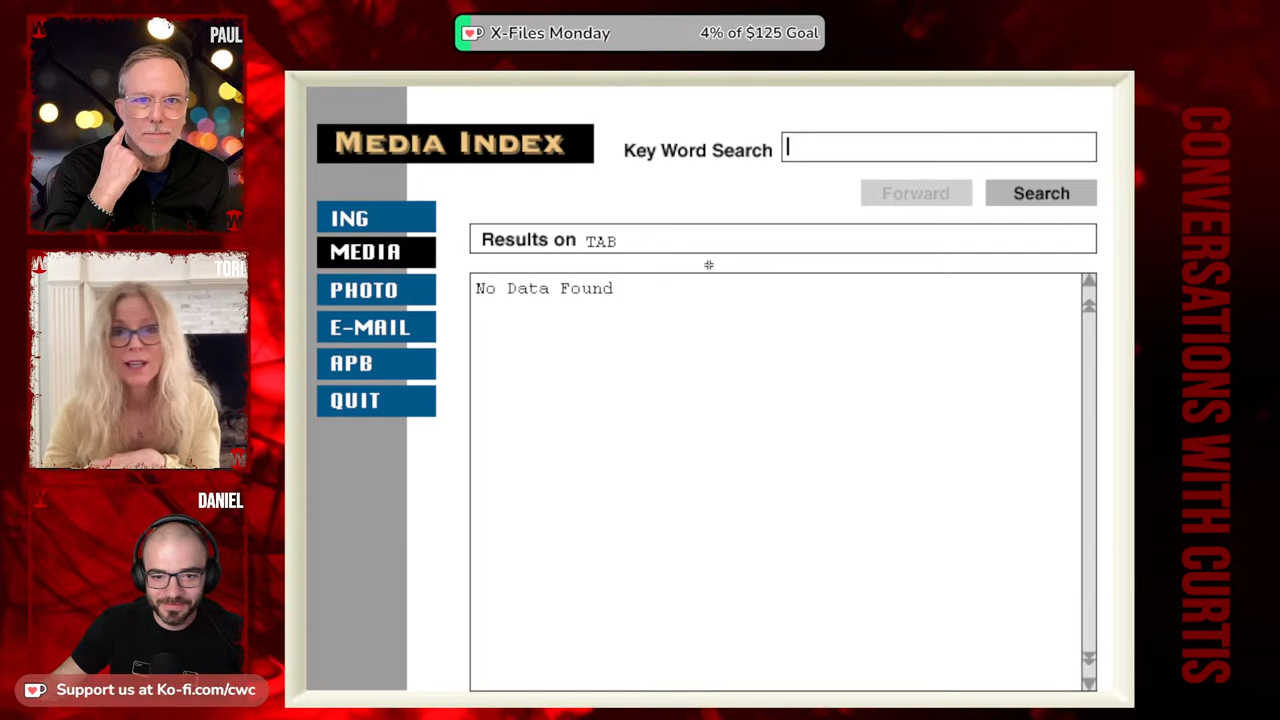 PAUL
X-Files Monday 4% of $125 Goal
MEDIA INDEX
Key Word Search
Forward Search
ING
MEDIA
PHOTO
E-MAIL
APB
QUIT
Results on TAB
No Data Found
TORI
DANIEL
Support us at Ko-fi.com/cwc
CONVERSATIONS WITH CURTIS